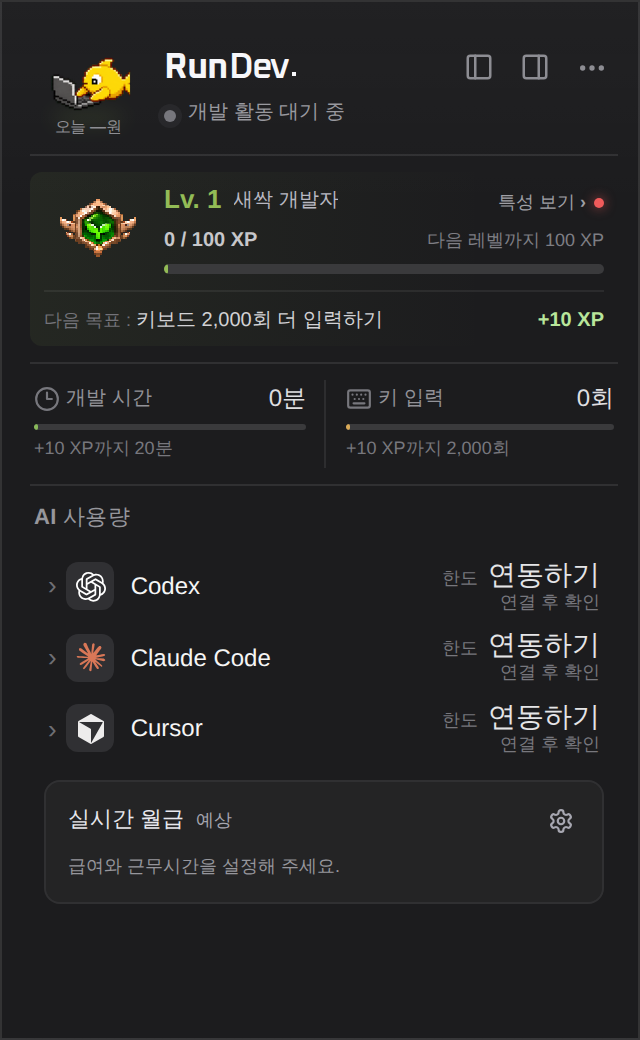 RunDev.
개발 활동 대기 중
오늘 —원
Lv. 1 새싹 개발자
특성 보기 ›
0 / 100 XP
다음 레벨까지 100 XP
다음 목표 : 키보드 2,000회 더 입력하기
+10 XP
개발 시간
0분
+10 XP까지 20분
키 입력
0회
+10 XP까지 2,000회
AI 사용량
› Codex
한도 연동하기
연결 후 확인
› Claude Code
한도 연동하기
연결 후 확인
› Cursor
한도 연동하기
연결 후 확인
실시간 월급 예상
급여와 근무시간을 설정해 주세요.